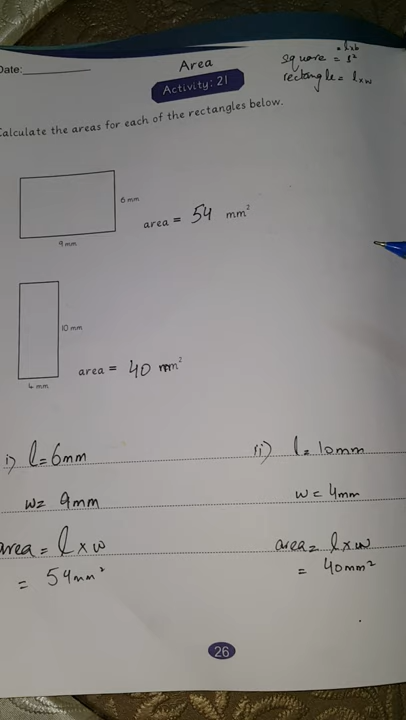 = l×b
Date:
Area
square = l²
Activity: 21
rectangle = l×w
Calculate the areas for each of the rectangles below.
6 mm
area = 54 mm²
9 mm
10 mm
area = 40 mm²
4 mm
i) l = 6mm
w = 9mm
area = l × w
= 54mm²
ii) l = 10mm
w = 4mm
area = l × w
= 40mm²
26